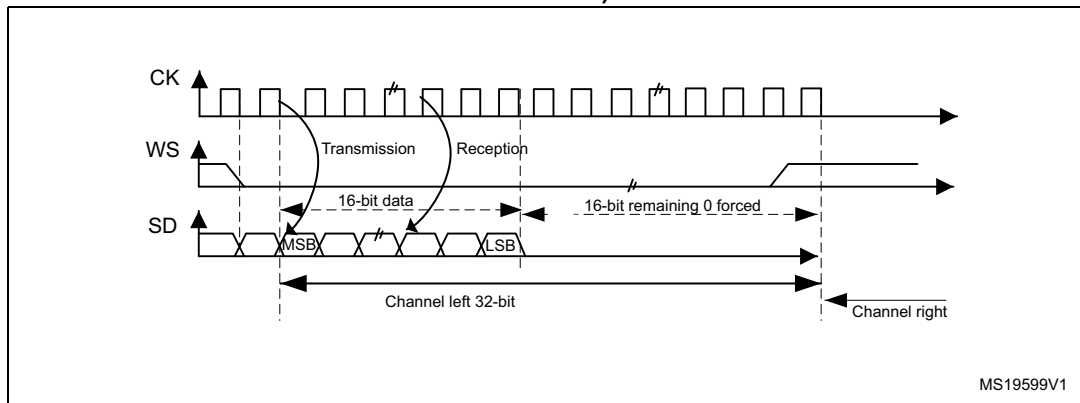 CK
WS
Transmission
Reception
16-bit data
16-bit remaining 0 forced
SD
MSB
LSB
Channel left 32-bit
Channel right
MS19599V1